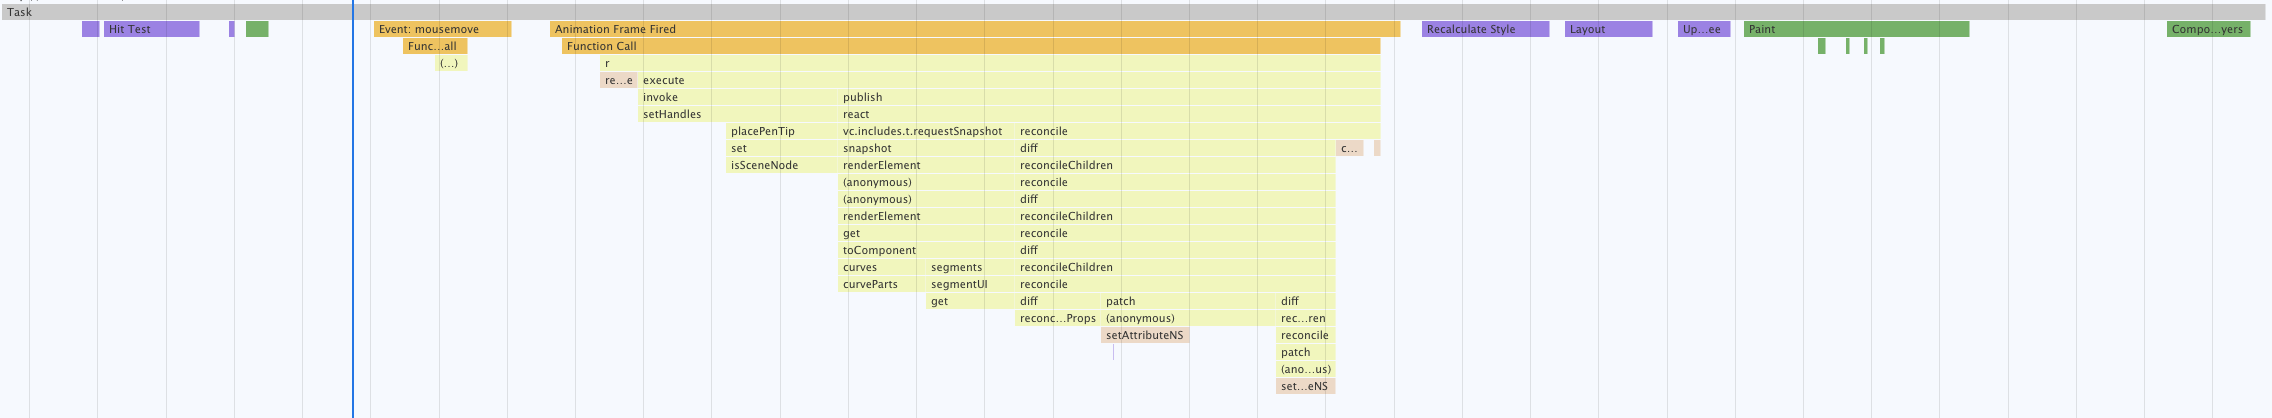 Task
Hit Test Event: mousemove Animation Frame Fired Recalculate Style Layout Up...ee Paint Compo...yers
Func...all Function Call
(...) r
re...e execute
invoke publish
setHandles react
placePenTip vc.includes.t.requestSnapshot reconcile
set snapshot diff c...
isSceneNode renderElement reconcileChildren
(anonymous) reconcile
(anonymous) diff
renderElement reconcileChildren
get reconcile
toComponent diff
curves segments reconcileChildren
curveParts segmentUI reconcile
get diff patch diff
reconc...Props (anonymous) rec...ren
setAttributeNS reconcile
patch
(ano...us)
set...eNS